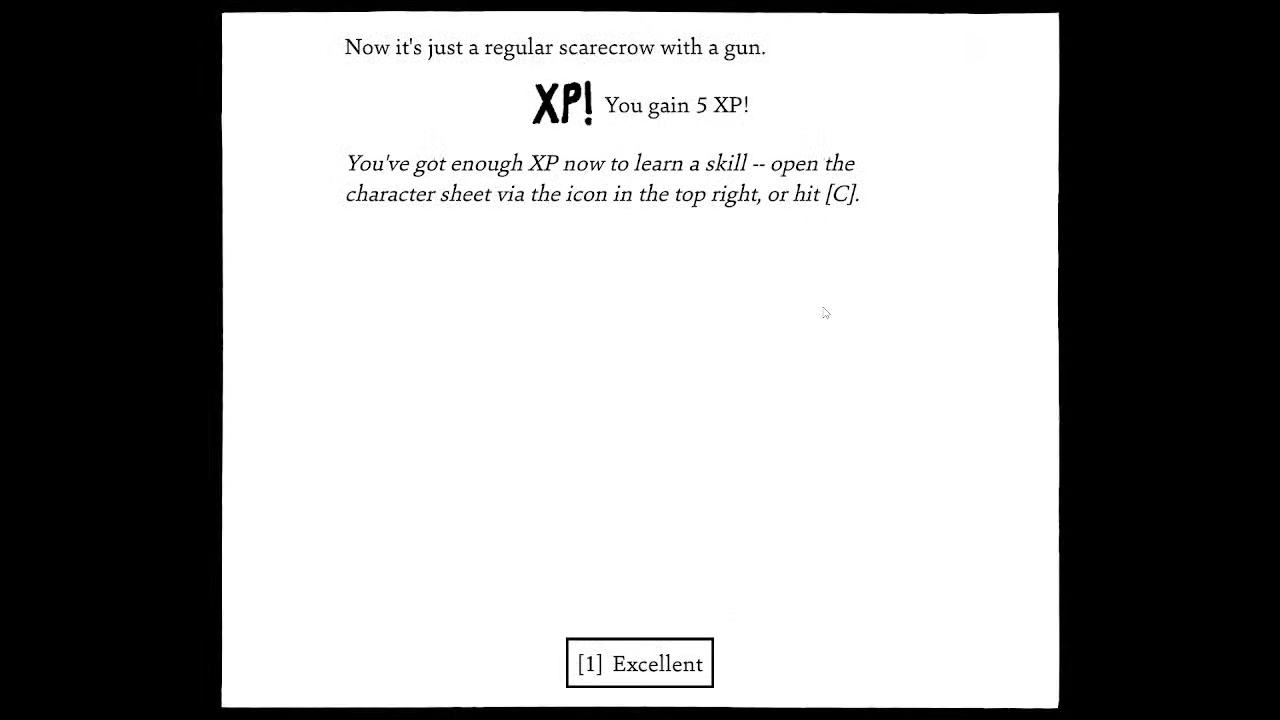 Now it's just a regular scarecrow with a gun.
XP! You gain 5 XP!
You've got enough XP now to learn a skill -- open the
character sheet via the icon in the top right, or hit [C].
[1] Excellent